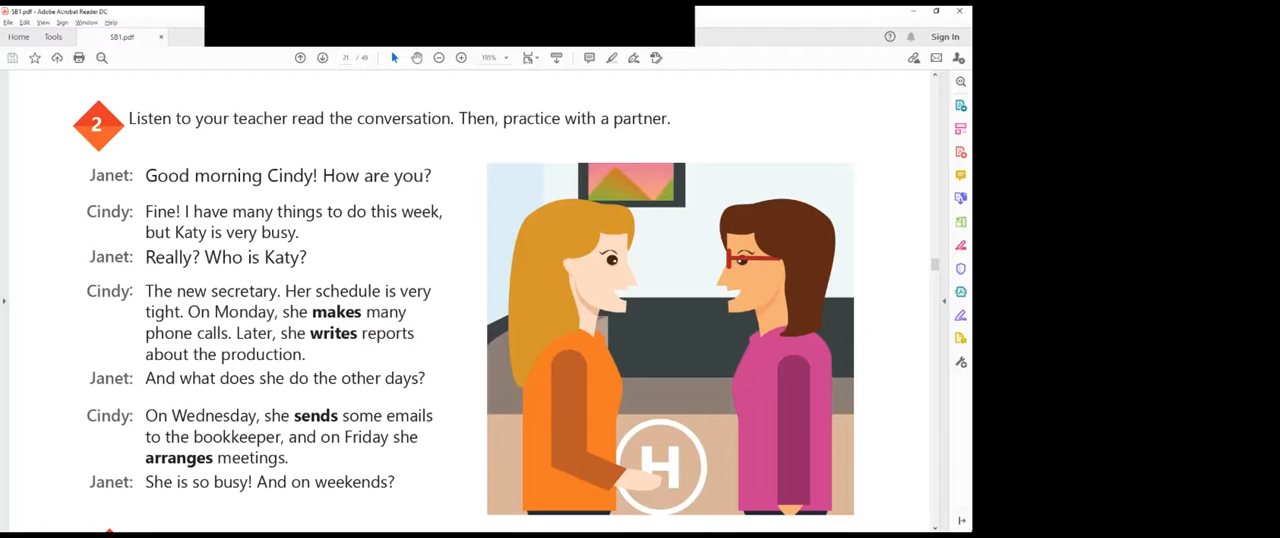 SB1.pdf - Adobe Acrobat Reader DC
File Edit View Sign Window Help
Home Tools SB1.pdf × Sign In
21 / 49 195%
2 Listen to your teacher read the conversation. Then, practice with a partner.
Janet: Good morning Cindy! How are you?
Cindy: Fine! I have many things to do this week,
but Katy is very busy.
Janet: Really? Who is Katy?
Cindy: The new secretary. Her schedule is very
tight. On Monday, she makes many
phone calls. Later, she writes reports
about the production.
Janet: And what does she do the other days?
Cindy: On Wednesday, she sends some emails
to the bookkeeper, and on Friday she
arranges meetings.
Janet: She is so busy! And on weekends?
H